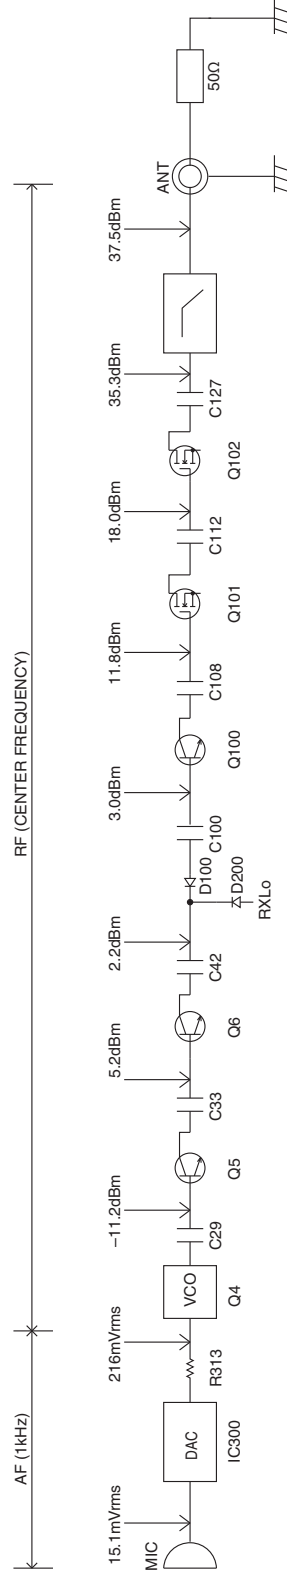 AF (1kHz)
RF (CENTER FREQUENCY)
15.1mVrms
216mVrms
−11.2dBm
5.2dBm
2.2dBm
3.0dBm
11.8dBm
18.0dBm
35.3dBm
37.5dBm
MIC
DAC
IC300
R313
VCO
Q4
C29
Q5
C33
Q6
C42
D100
D200
RXLo
C100
Q100
C108
Q101
C112
Q102
C127
ANT
50Ω